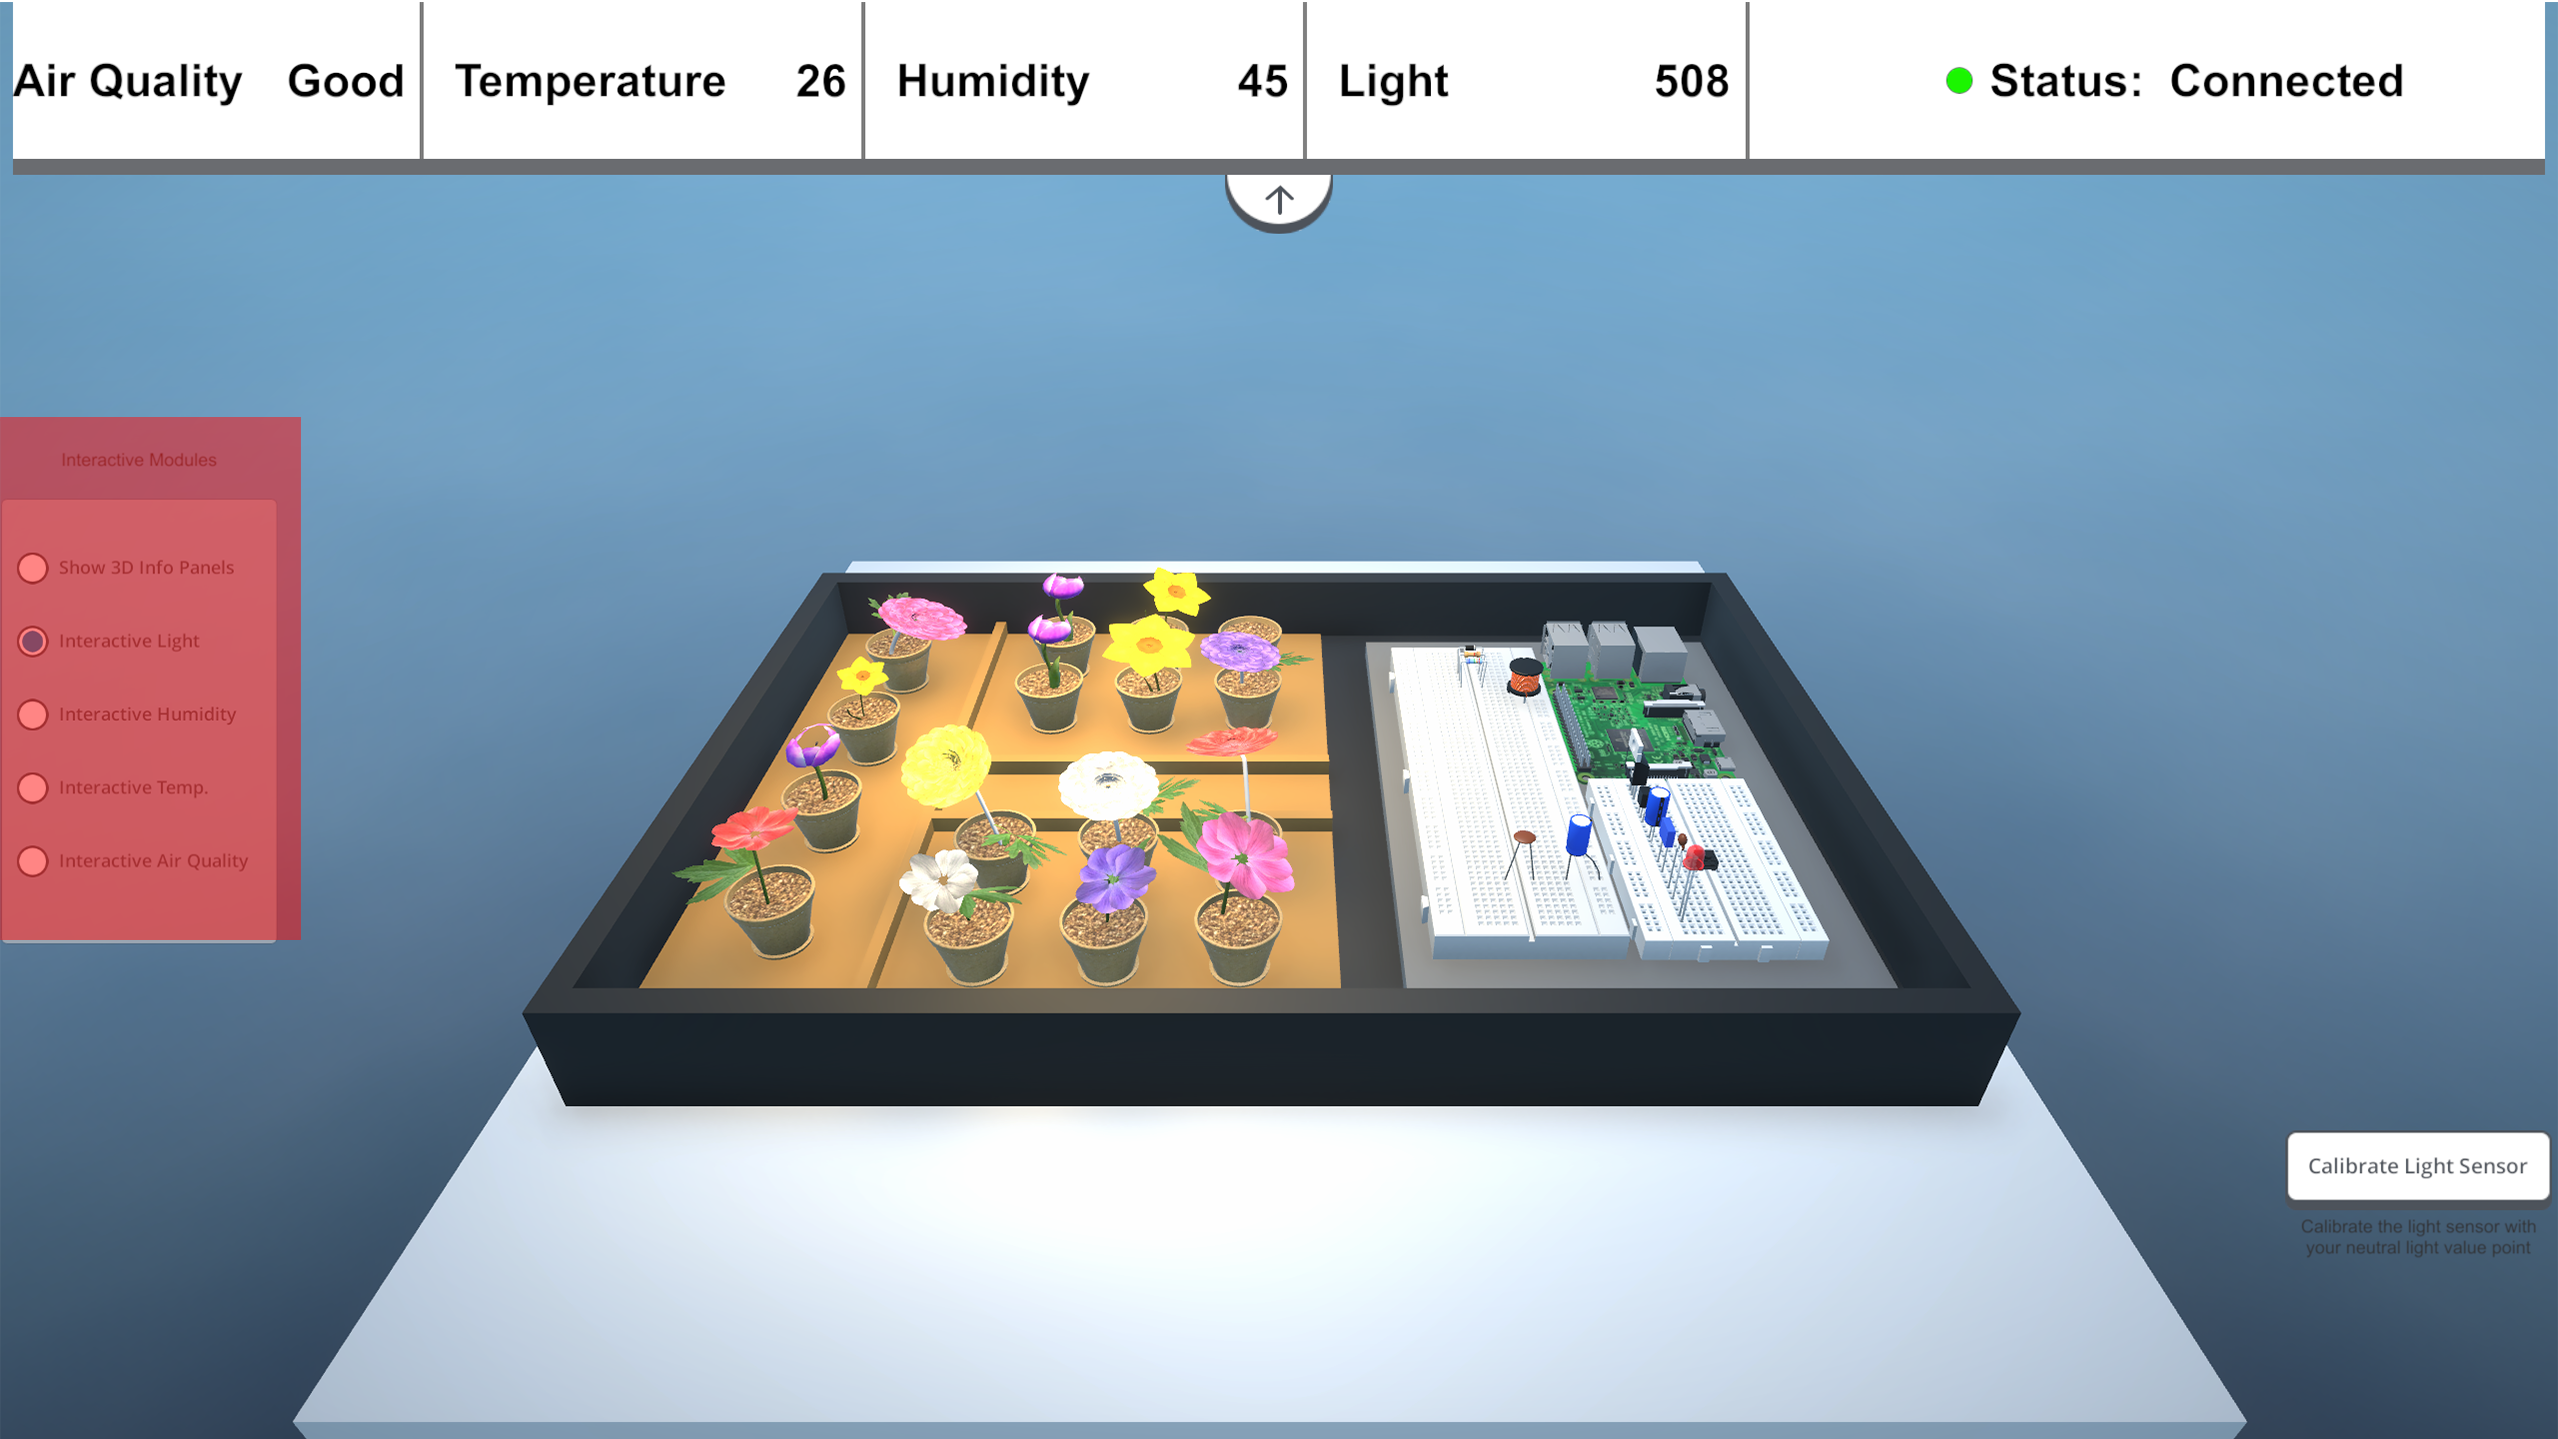 Air Quality Good Temperature 26 Humidity 45 Light 508 Status: Connected
Interactive Modules
Show 3D Info Panels
Interactive Light
Interactive Humidity
Interactive Temp.
Interactive Air Quality
Calibrate Light Sensor
Calibrate the light sensor with
your neutral light value point